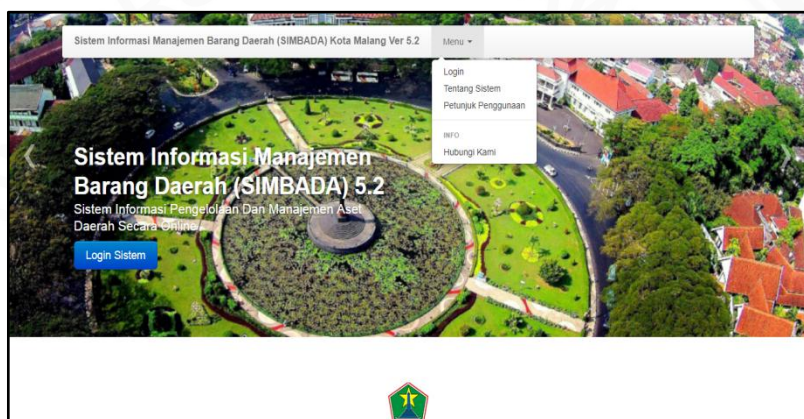 Sistem Informasi Manajemen Barang Daerah (SIMBADA) Kota Malang Ver 5.2
Menu
Login
Tentang Sistem
Petunjuk Penggunaan
INFO
Hubungi Kami
Sistem Informasi Manajemen
Barang Daerah (SIMBADA) 5.2
Sistem Informasi Pengelolaan Dan Manajemen Aset
Daerah Secara Online
Login Sistem